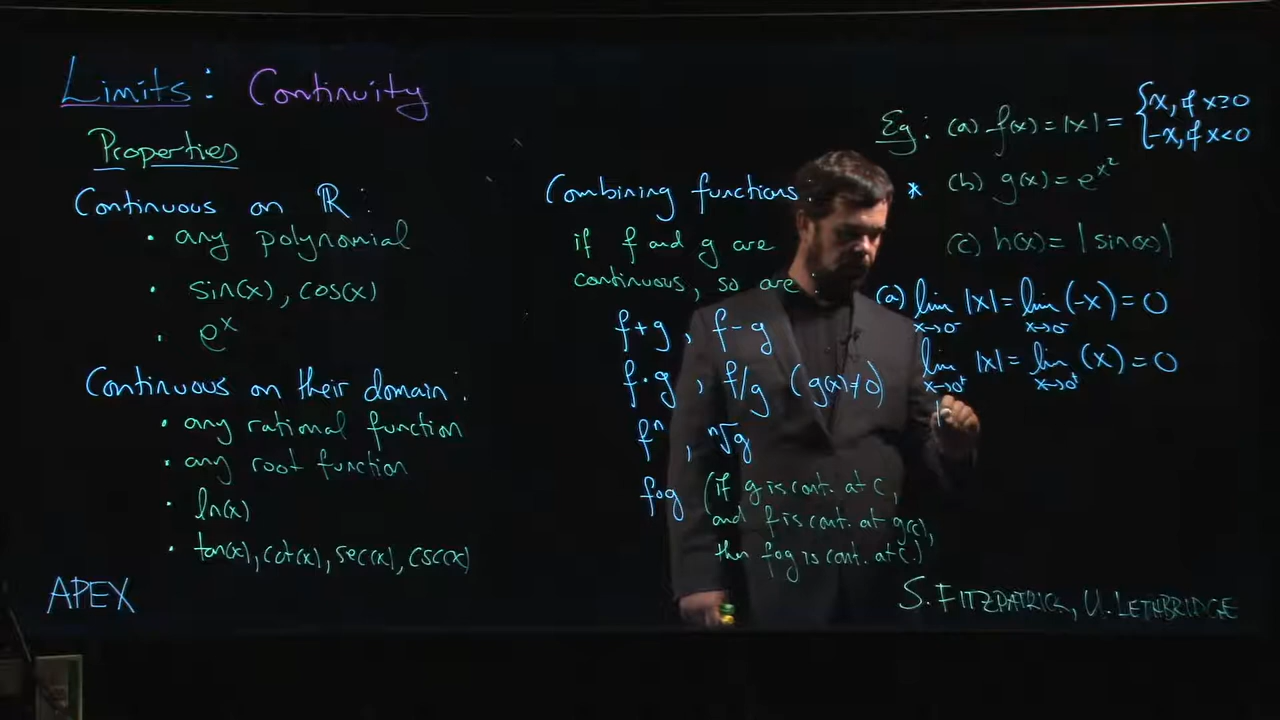 Limits: Continuity
Properties
Continuous on ℝ:
• any polynomial
• sin(x), cos(x)
• e^x
Continuous on their domain:
• any rational function
• any root function
• ln(x)
• tan(x), cot(x), sec(x), csc(x)
APEX
Combining functions:
if f and g are
continuous, so are:
f+g, f-g
f·g, f/g (g(x)≠0)
f^n, ^n√g
f∘g (if g is cont. at c,
and f is cont. at g(c),
then f∘g is cont. at c.)
Eg: (a) f(x) = |x| = { x, if x≥0
-x, if x<0
* (b) g(x) = e^{x^2}
(c) h(x) = |sin(x)|
(a) lim_{x→0^-} |x| = lim_{x→0^-} (-x) = 0
lim_{x→0^+} |x| = lim_{x→0^+} (x) = 0
S. FITZPATRICK, U. LETHBRIDGE